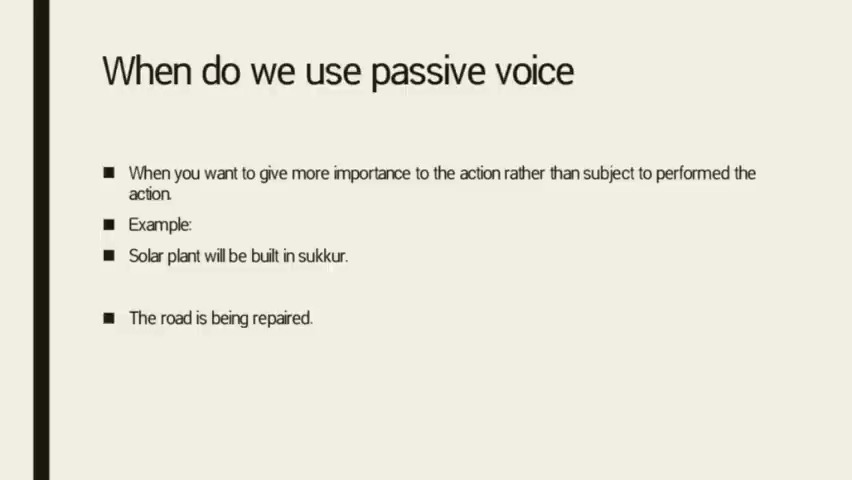 When do we use passive voice
When you want to give more importance to the action rather than subject to performed the
action.
Example:
Solar plant will be built in sukkur.
The road is being repaired.